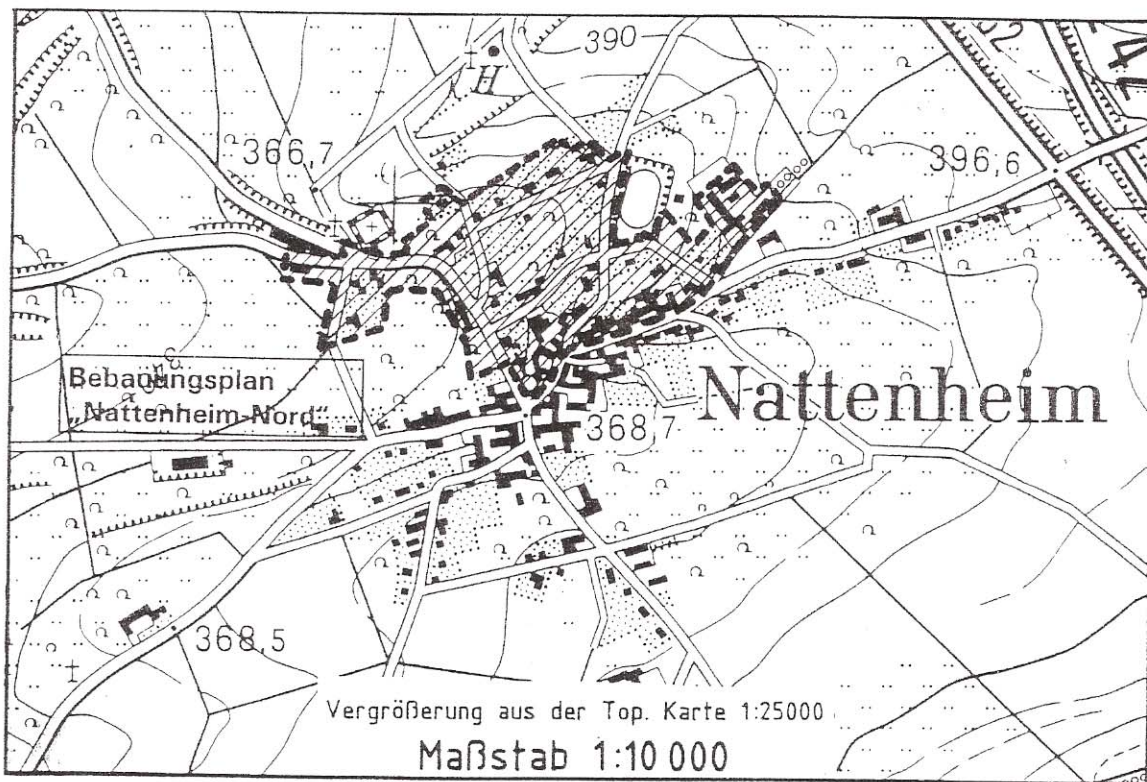 390
H
366,7
396,6
Bebauungsplan
„Nattenheim-Nord“
Nattenheim
368,7
368,5
Vergrößerung aus der Top. Karte 1:25000
Maßstab 1:10 000